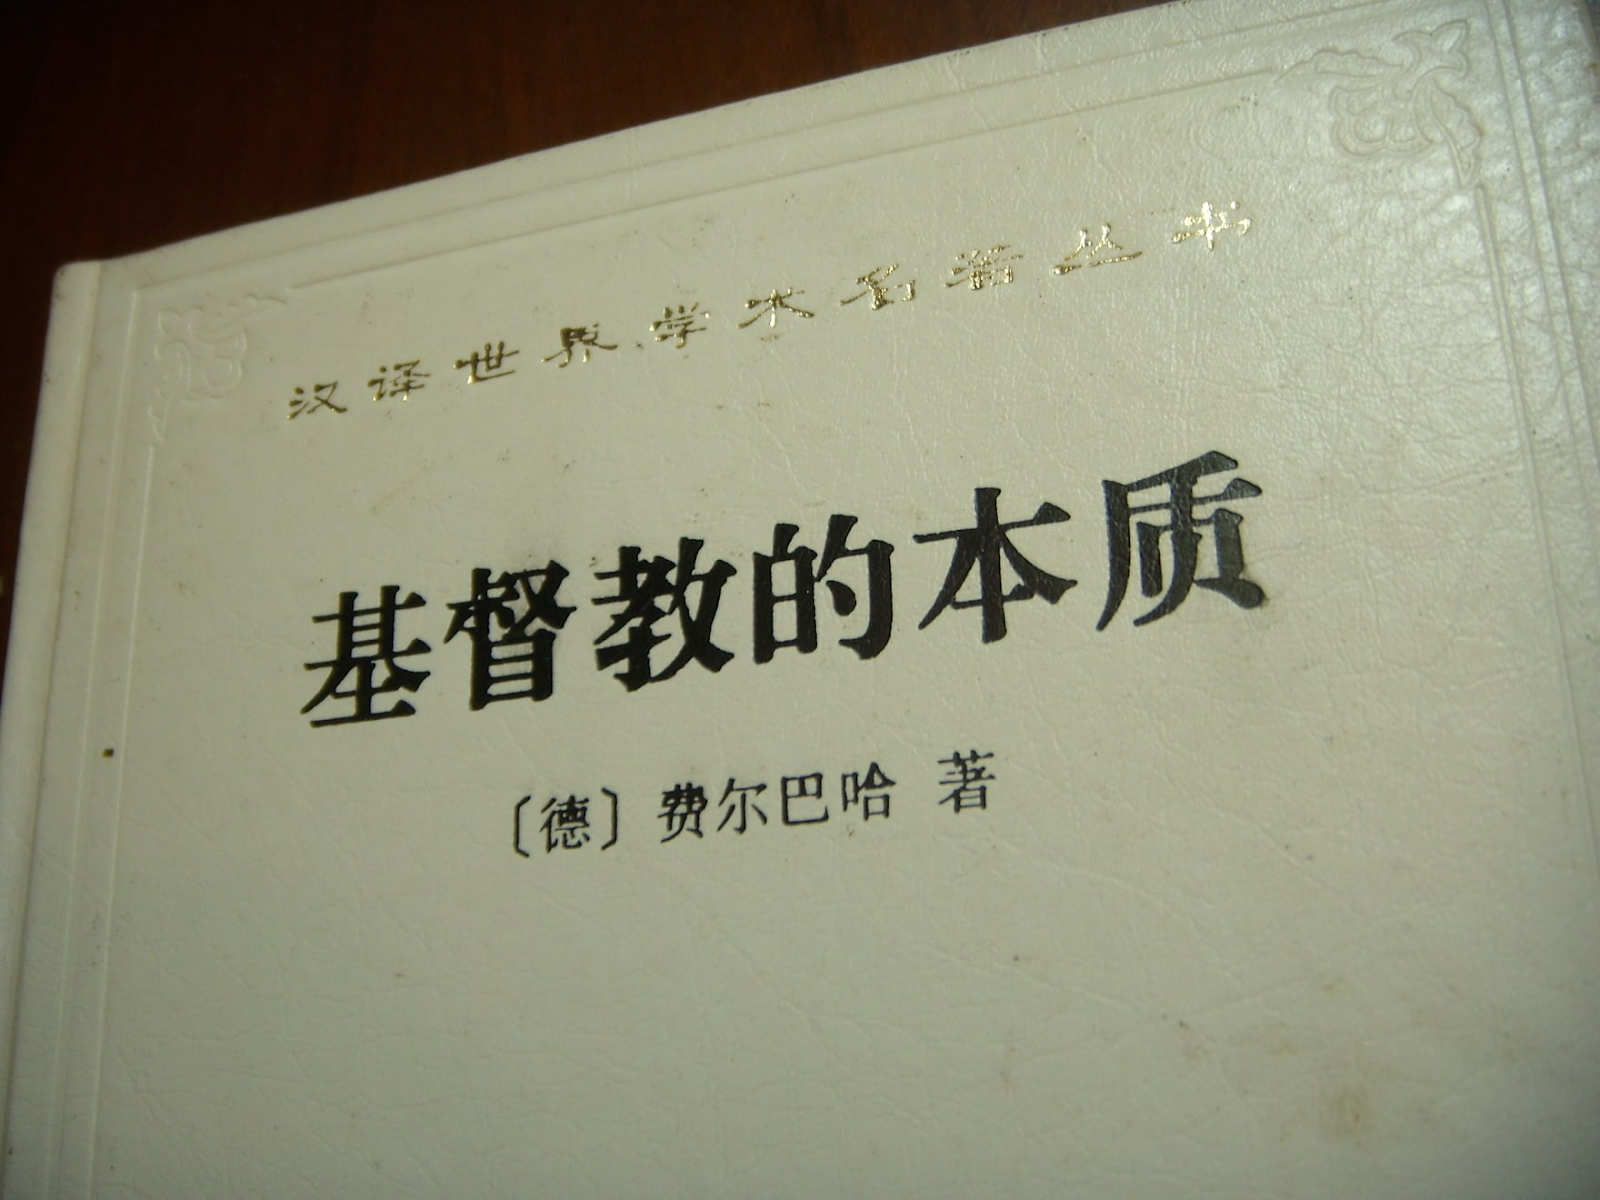 汉译世界学术名著丛书
基督教的本质
〔德〕费尔巴哈 著